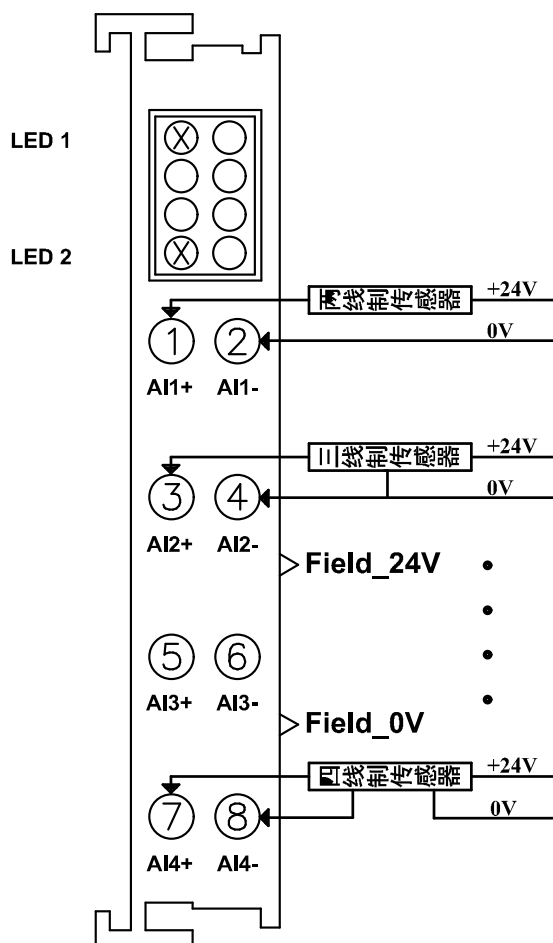 LED 1
X
LED 2
X
两线制传感器 +24V
0V
1 2
AI1+ AI1-
三线制传感器 +24V
0V
3 4
AI2+ AI2-
Field_24V
5 6
AI3+ AI3-
Field_0V
四线制传感器 +24V
0V
7 8
AI4+ AI4-